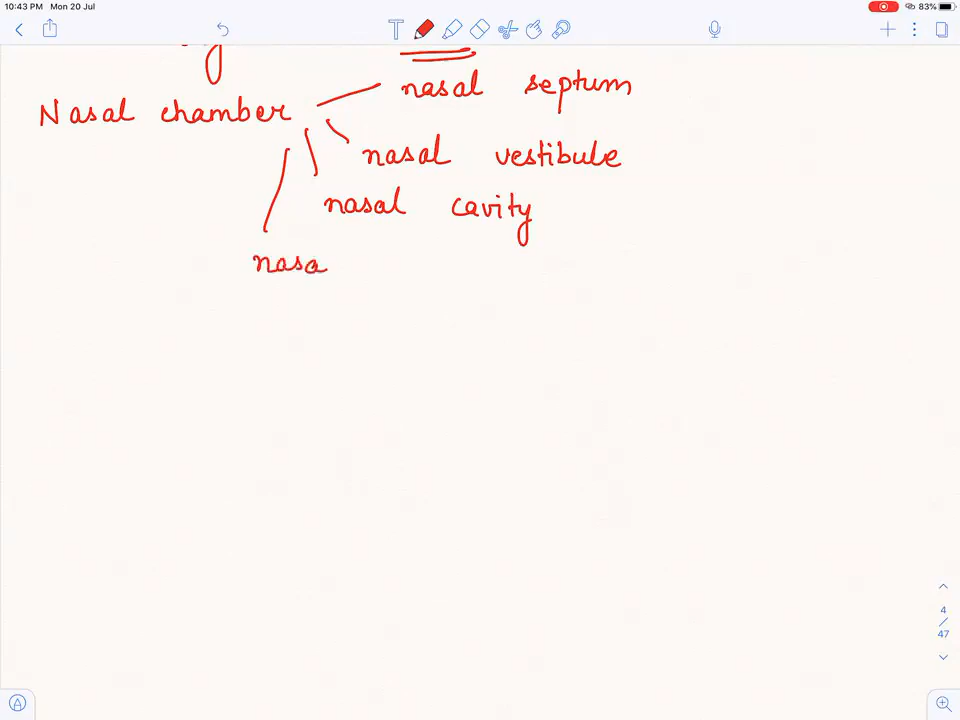 10:43 PM Mon 20 Jul
83%
T
nasal septum
Nasal chamber
nasal vestibule
nasal cavity
nasa
4
/
47
A